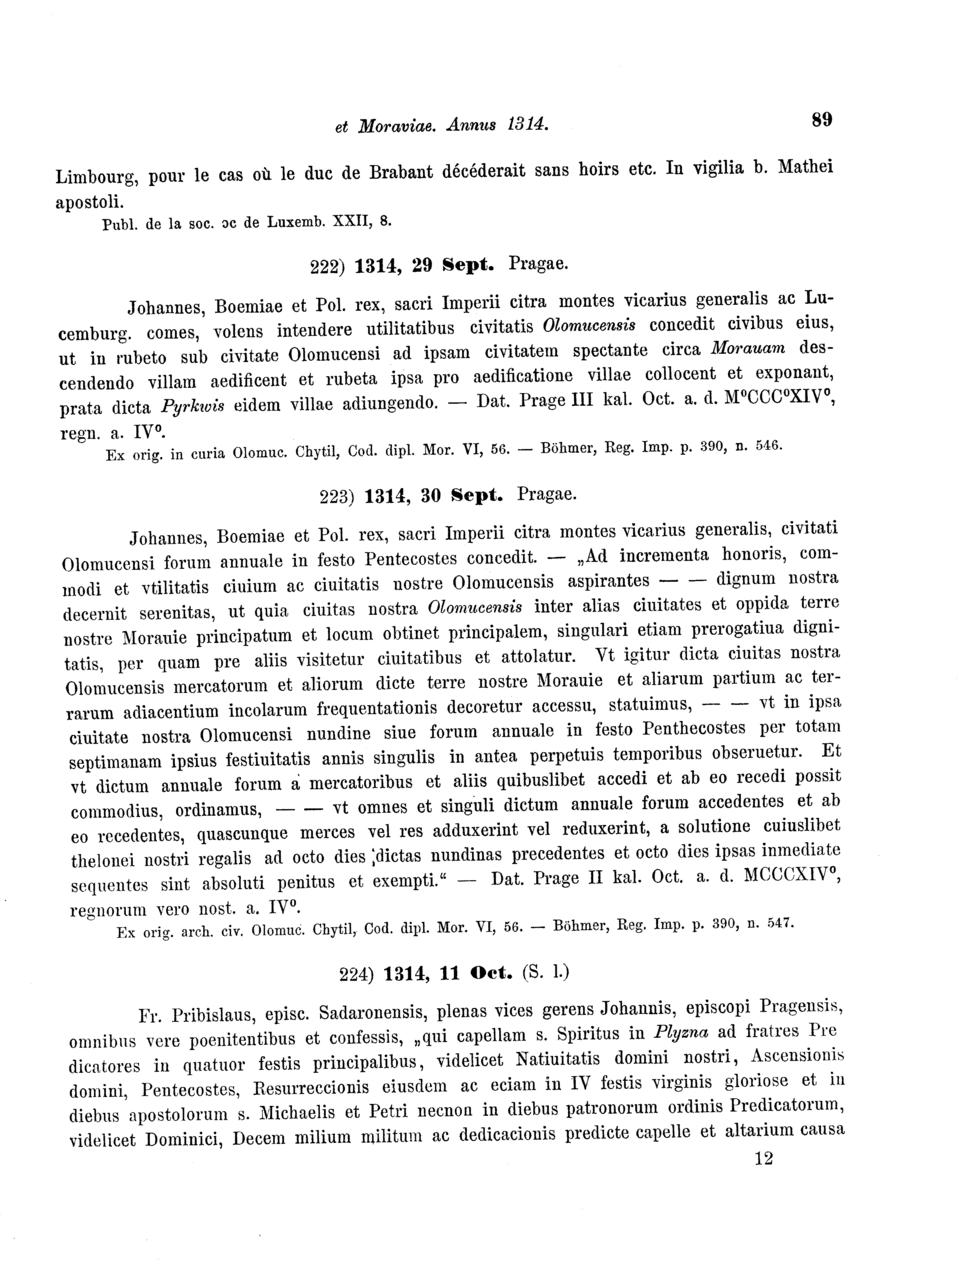 et Moraviae. Annus 1314. 89
Limbourg, pour le cas où le duc de Brabant décéderait sans hoirs etc. In vigilia b. Mathei
apostoli.
Publ. de la soc. ɔc de Luxemb. XXII, 8.
222) 1314, 29 Sept. Pragae.
Johannes, Boemiae et Pol. rex, sacri Imperii citra montes vicarius generalis ac Lu-
cemburg. comes, volens intendere utilitatibus civitatis Olomucensis concedit civibus eius,
ut in rubeto sub civitate Olomucensi ad ipsam civitatem spectante circa Morauam des-
cendendo villam aedificent et rubeta ipsa pro aedificatione villae collocent et exponant,
prata dicta Pyrkwis eidem villae adiungendo. — Dat. Prage III kal. Oct. a. d. M⁰CCC⁰XIV⁰,
regn. a. IV⁰.
Ex orig. in curia Olomuc. Chytil, Cod. dipl. Mor. VI, 56. — Böhmer, Reg. Imp. p. 390, n. 546.
223) 1314, 30 Sept. Pragae.
Johannes, Boemiae et Pol. rex, sacri Imperii citra montes vicarius generalis, civitati
Olomucensi forum annuale in festo Pentecostes concedit. — „Ad incrementa honoris, com-
modi et vtilitatis ciuium ac ciuitatis nostre Olomucensis aspirantes — — dignum nostra
decernit serenitas, ut quia ciuitas nostra Olomucensis inter alias ciuitates et oppida terre
nostre Morauie principatum et locum obtinet principalem, singulari etiam prerogatiua digni-
tatis, per quam pre aliis visitetur ciuitatibus et attolatur. Vt igitur dicta ciuitas nostra
Olomucensis mercatorum et aliorum dicte terre nostre Morauie et aliarum partium ac ter-
rarum adiacentium incolarum frequentationis decoretur accessu, statuimus, — — vt in ipsa
ciuitate nostra Olomucensi nundine siue forum annuale in festo Penthecostes per totam
septimanam ipsius festiuitatis annis singulis in antea perpetuis temporibus obseruetur. Et
vt dictum annuale forum a mercatoribus et aliis quibuslibet accedi et ab eo recedi possit
commodius, ordinamus, — — vt omnes et singuli dictum annuale forum accedentes et ab
eo recedentes, quascunque merces vel res adduxerint vel reduxerint, a solutione cuiuslibet
thelonei nostri regalis ad octo dies dictas nundinas precedentes et octo dies ipsas inmediate
sequentes sint absoluti penitus et exempti.“ — Dat. Prage II kal. Oct. a. d. MCCCXIV⁰,
regnorum vero nost. a. IV⁰.
Ex orig. arch. civ. Olomuc. Chytil, Cod. dipl. Mor. VI, 56. — Böhmer, Reg. Imp. p. 390, n. 547.
224) 1314, 11 Oct. (S. l.)
Fr. Pribislaus, episc. Sadaronensis, plenas vices gerens Johannis, episcopi Pragensis,
omnibus vere poenitentibus et confessis, „qui capellam s. Spiritus in Plyzna ad fratres Pre
dicatores in quatuor festis principalibus, videlicet Natiuitatis domini nostri, Ascensionis
domini, Pentecostes, Resurreccionis eiusdem ac eciam in IV festis virginis gloriose et in
diebus apostolorum s. Michaelis et Petri necnon in diebus patronorum ordinis Predicatorum,
videlicet Dominici, Decem milium militum ac dedicacionis predicte capelle et altarium causa
12